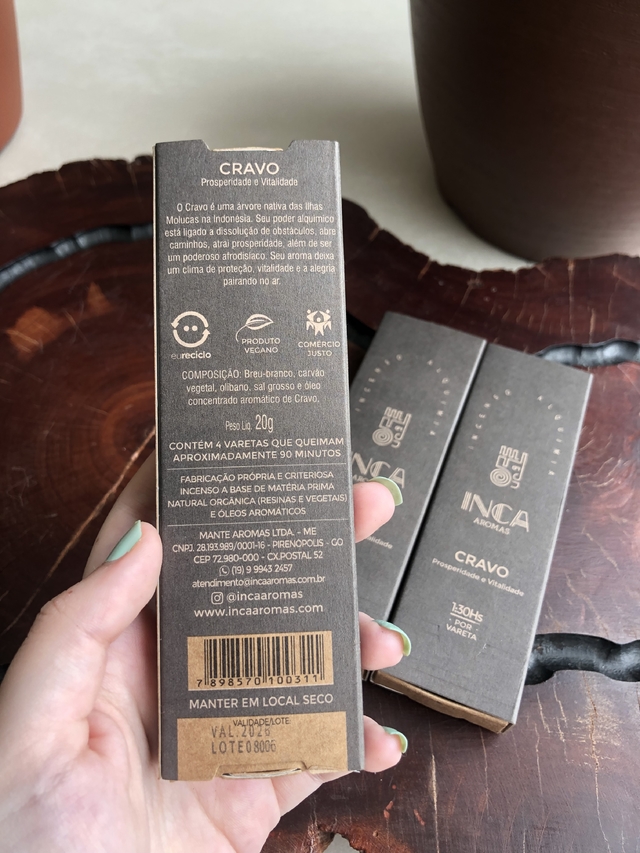 CRAVO
Prosperidade e Vitalidade
O Cravo é uma árvore nativa das Ilhas
Molucas na Indonésia. Seu poder alquímico
está ligado a dissolução de obstáculos, abre
caminhos, atrai prosperidade, além de ser
um poderoso afrodisíaco. Seu aroma deixa
um clima de proteção, vitalidade e a alegria
pairando no ar.
eureciclo
PRODUTO
VEGANO
COMÉRCIO
JUSTO
COMPOSIÇÃO: Breu-branco, carvão
vegetal, olíbano, sal grosso e óleo
concentrado aromático de Cravo.
Peso Liq. 20g
CONTÉM 4 VARETAS QUE QUEIMAM
APROXIMADAMENTE 90 MINUTOS
FABRICAÇÃO PRÓPRIA E CRITERIOSA
INCENSO A BASE DE MATÉRIA PRIMA
NATURAL ORGÂNICA (RESINAS E VEGETAIS)
E ÓLEOS AROMÁTICOS
MANTE AROMAS LTDA. - ME
CNPJ. 28.193.989/0001-16 - PIRENÓPOLIS - GO
CEP 72.980-000 - CX.POSTAL 52
(19) 9 9943 2457
atendimento@incaaromas.com.br
@incaaromas
www.incaaromas.com
7 898570 100311
MANTER EM LOCAL SECO
VALIDADE/LOTE
VAL.2026
LOTE08006
NCA
alidade
INCENSO RITUAL
INCA
AROMAS
CRAVO
Prosperidade e Vitalidade
1:30Hs
POR
VARETA